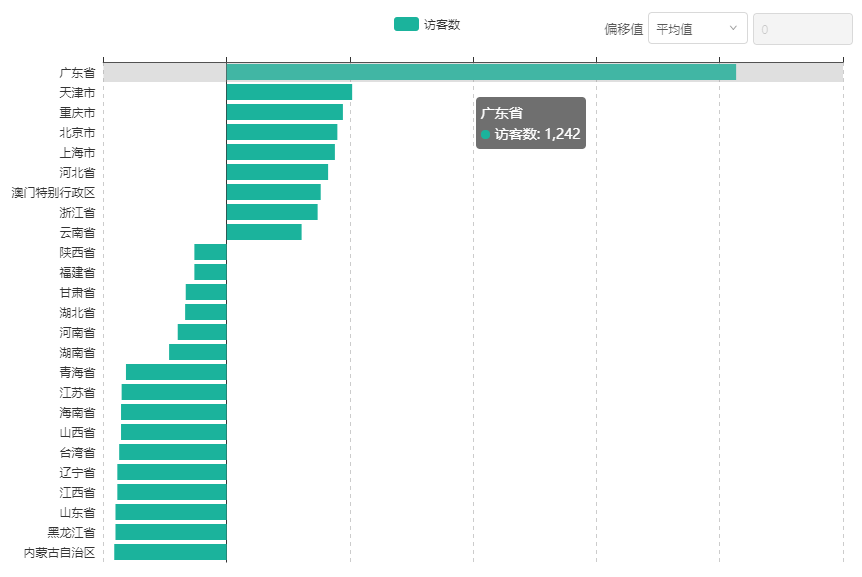 访客数
偏移值 平均值 0
广东省
天津市
重庆市
北京市
上海市
河北省
澳门特别行政区
浙江省
云南省
陕西省
福建省
甘肃省
湖北省
河南省
湖南省
青海省
江苏省
海南省
山西省
台湾省
辽宁省
江西省
山东省
黑龙江省
内蒙古自治区
广东省
访客数: 1,242